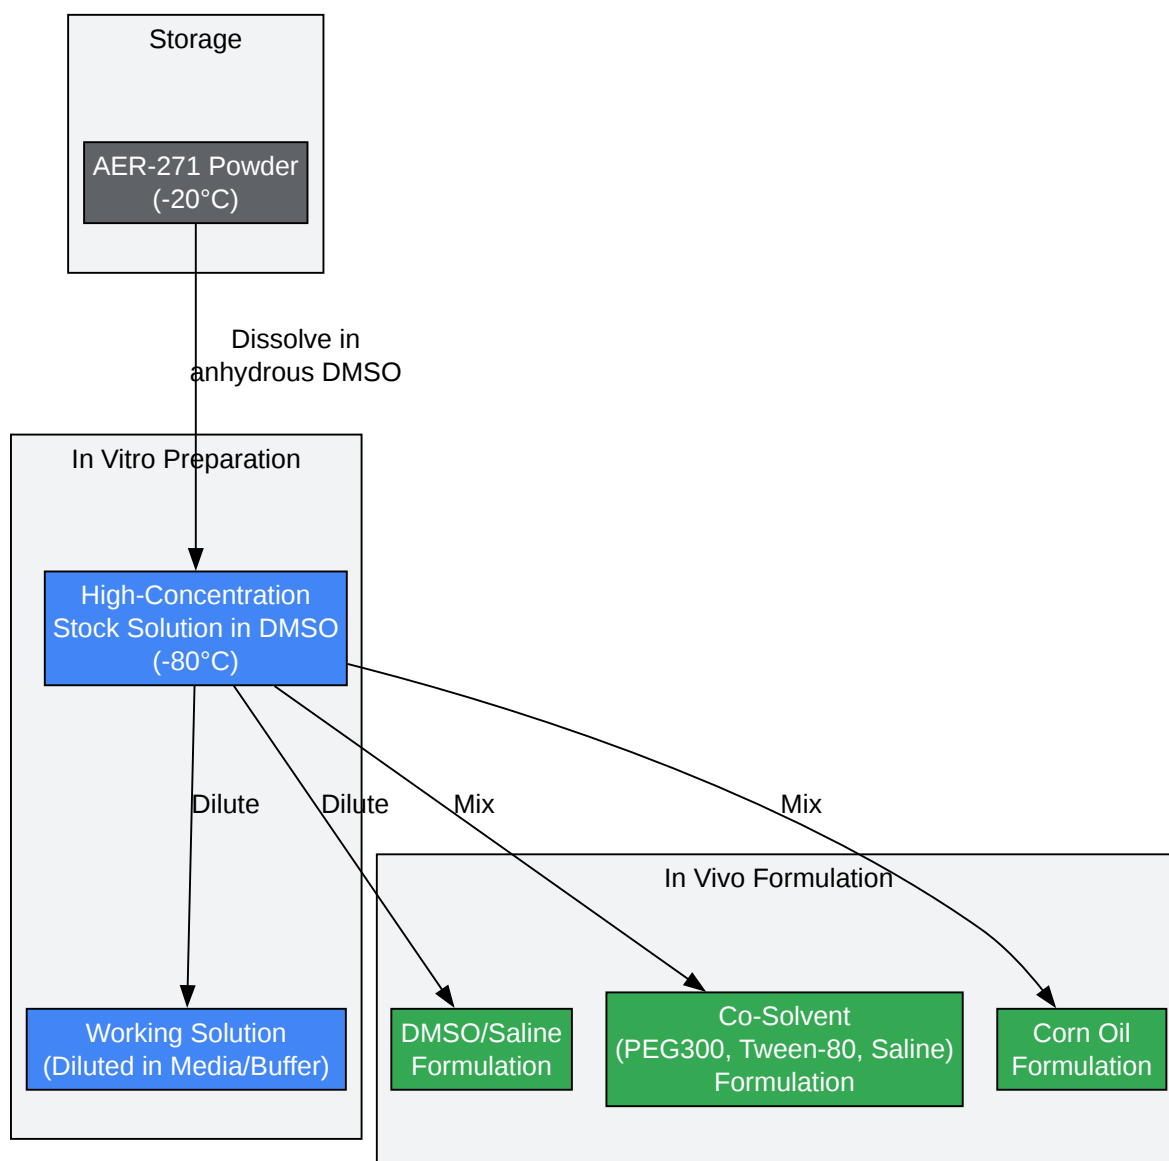 Storage
AER-271 Powder
(-20°C)
Dissolve in
anhydrous DMSO
In Vitro Preparation
High-Concentration
Stock Solution in DMSO
(-80°C)
Dilute
Dilute
Mix
Mix
In Vivo Formulation
Working Solution
(Diluted in Media/Buffer)
DMSO/Saline
Formulation
Co-Solvent
(PEG300, Tween-80, Saline)
Formulation
Corn Oil
Formulation